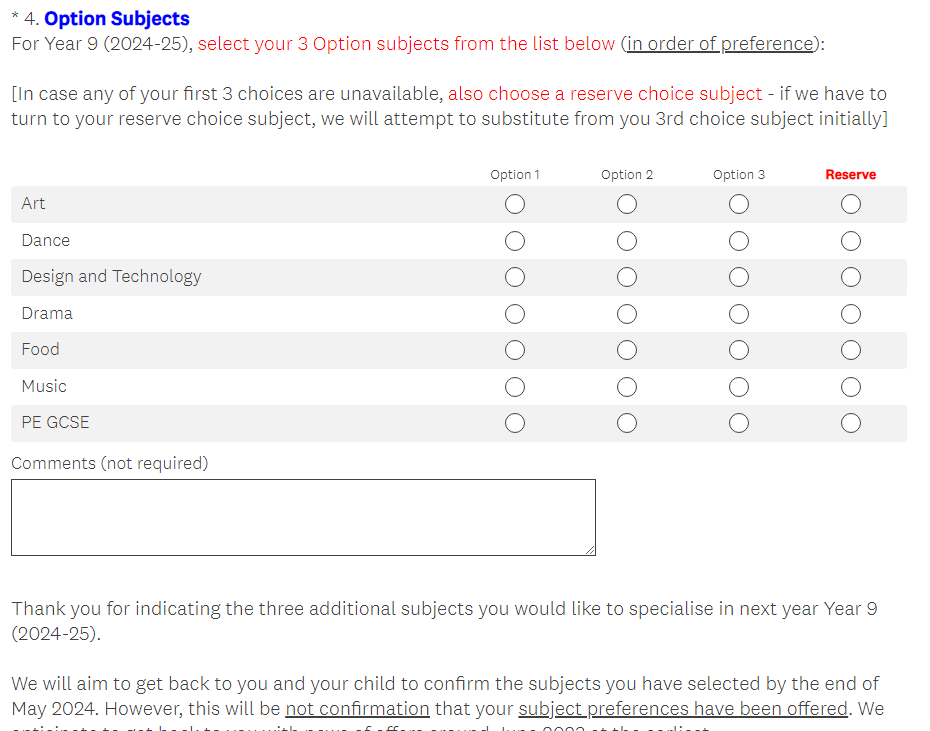 * 4. Option Subjects
For Year 9 (2024-25), select your 3 Option subjects from the list below (in order of preference):
[In case any of your first 3 choices are unavailable, also choose a reserve choice subject - if we have to
turn to your reserve choice subject, we will attempt to substitute from you 3rd choice subject initially]
Option 1 Option 2 Option 3 Reserve
Art
Dance
Design and Technology
Drama
Food
Music
PE GCSE
Comments (not required)
Thank you for indicating the three additional subjects you would like to specialise in next year Year 9
(2024-25).
We will aim to get back to you and your child to confirm the subjects you have selected by the end of
May 2024. However, this will be not confirmation that your subject preferences have been offered. We